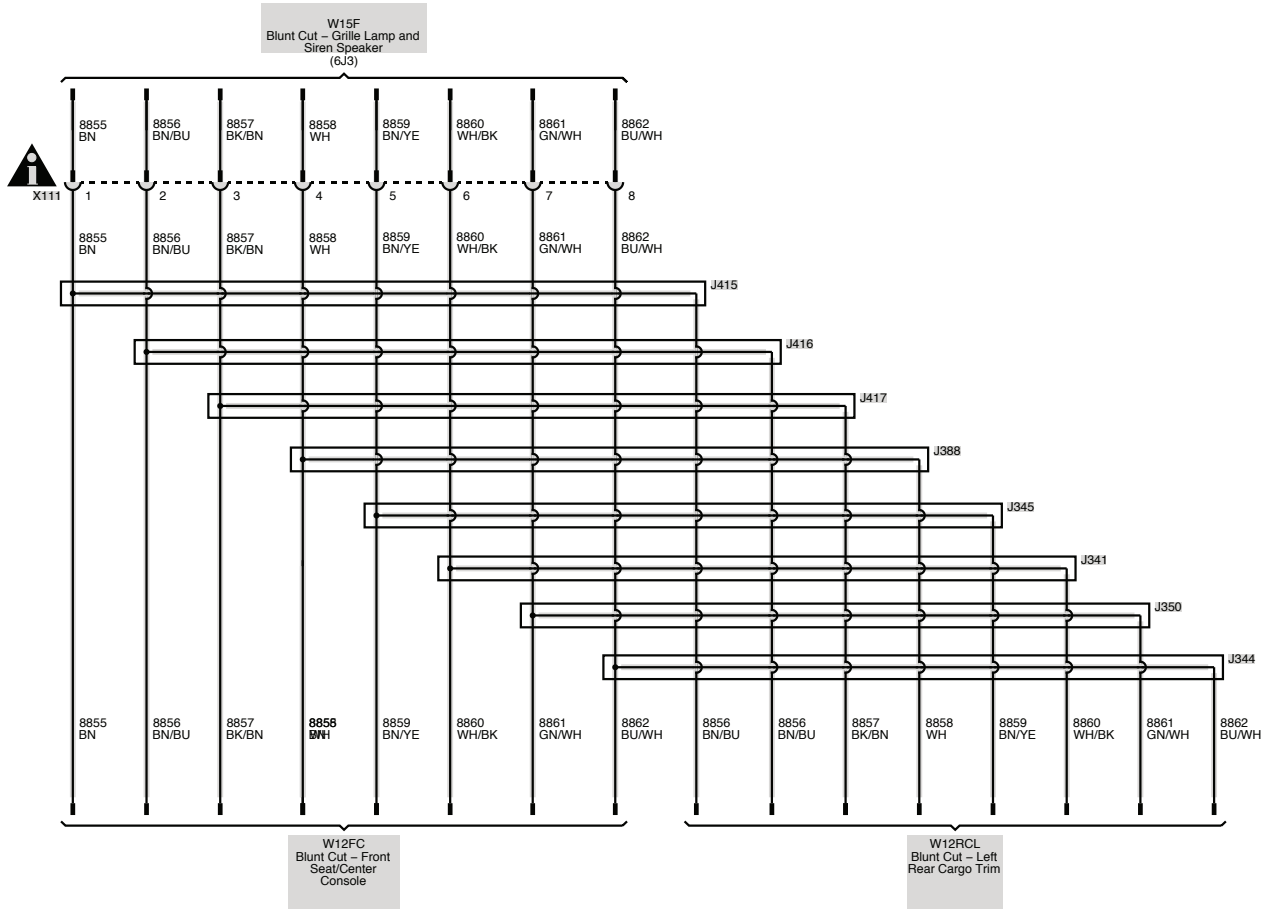 W15F
Blunt Cut – Grille Lamp and
Siren Speaker
(6J3)
8855
BN
8856
BN/BU
8857
BK/BN
8858
WH
8859
BN/YE
8860
WH/BK
8861
GN/WH
8862
BU/WH
X111
1
2
3
4
5
6
7
8
8855
BN
8856
BN/BU
8857
BK/BN
8858
WH
8859
BN/YE
8860
WH/BK
8861
GN/WH
8862
BU/WH
J415
J416
J417
J388
J345
J341
J350
J344
8855
BN
8856
BN/BU
8857
BK/BN
8859
BN/YE
8860
WH/BK
8861
GN/WH
8862
BU/WH
8856
BN/BU
8856
BN/BU
8857
BK/BN
8858
WH
8859
BN/YE
8860
WH/BK
8861
GN/WH
8862
BU/WH
W12FC
Blunt Cut – Front
Seat/Center
Console
W12RCL
Blunt Cut – Left
Rear Cargo Trim